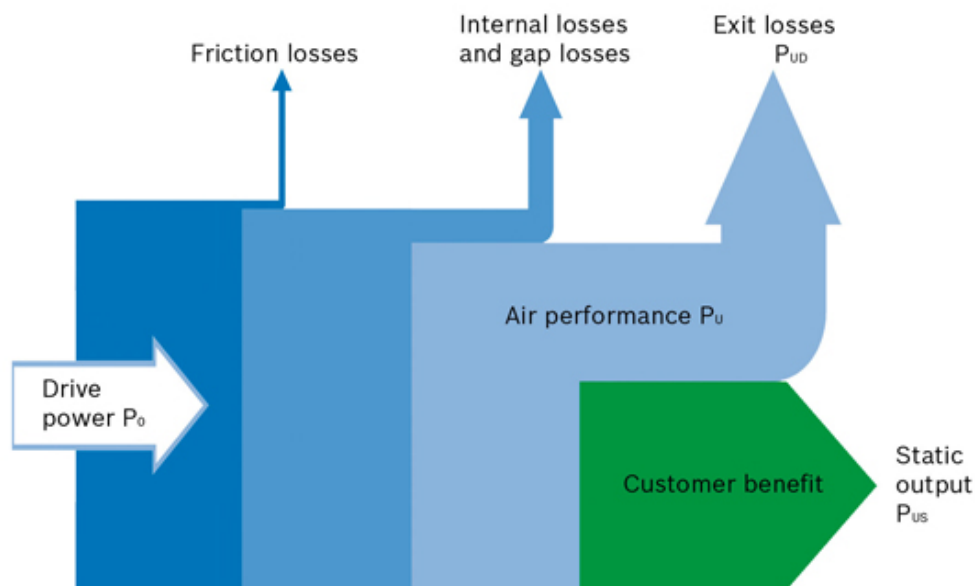 Friction losses
Internal losses
and gap losses
Exit losses
PUD
Air performance PU
Drive
power P0
Customer benefit
Static
output
PUS